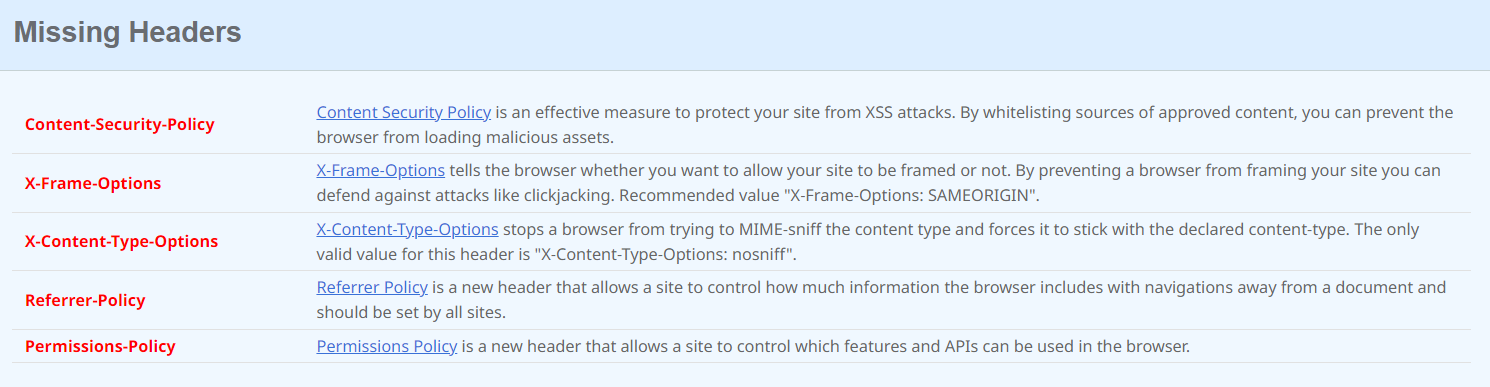 Missing Headers
Content-Security-Policy
Content Security Policy is an effective measure to protect your site from XSS attacks. By whitelisting sources of approved content, you can prevent the
browser from loading malicious assets.
X-Frame-Options
X-Frame-Options tells the browser whether you want to allow your site to be framed or not. By preventing a browser from framing your site you can
defend against attacks like clickjacking. Recommended value "X-Frame-Options: SAMEORIGIN".
X-Content-Type-Options
X-Content-Type-Options stops a browser from trying to MIME-sniff the content type and forces it to stick with the declared content-type. The only
valid value for this header is "X-Content-Type-Options: nosniff".
Referrer-Policy
Referrer Policy is a new header that allows a site to control how much information the browser includes with navigations away from a document and
should be set by all sites.
Permissions-Policy
Permissions Policy is a new header that allows a site to control which features and APIs can be used in the browser.